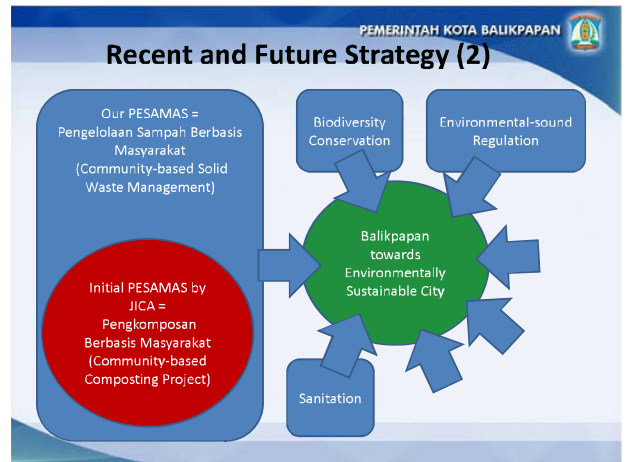 PEMERINTAH KOTA BALIKPAPAN
Recent and Future Strategy (2)
Our PESAMAS =
Pengelolaan Sampah Berbasis
Masyarakat
(Community-based Solid
Waste Management)
Initial PESAMAS by
JICA =
Pengkomposan
Berbasis Masyarakat
(Community-based
Composting Project)
Biodiversity
Conservation
Environmental-sound
Regulation
Balikpapan
towards
Environmentally
Sustainable City
Sanitation